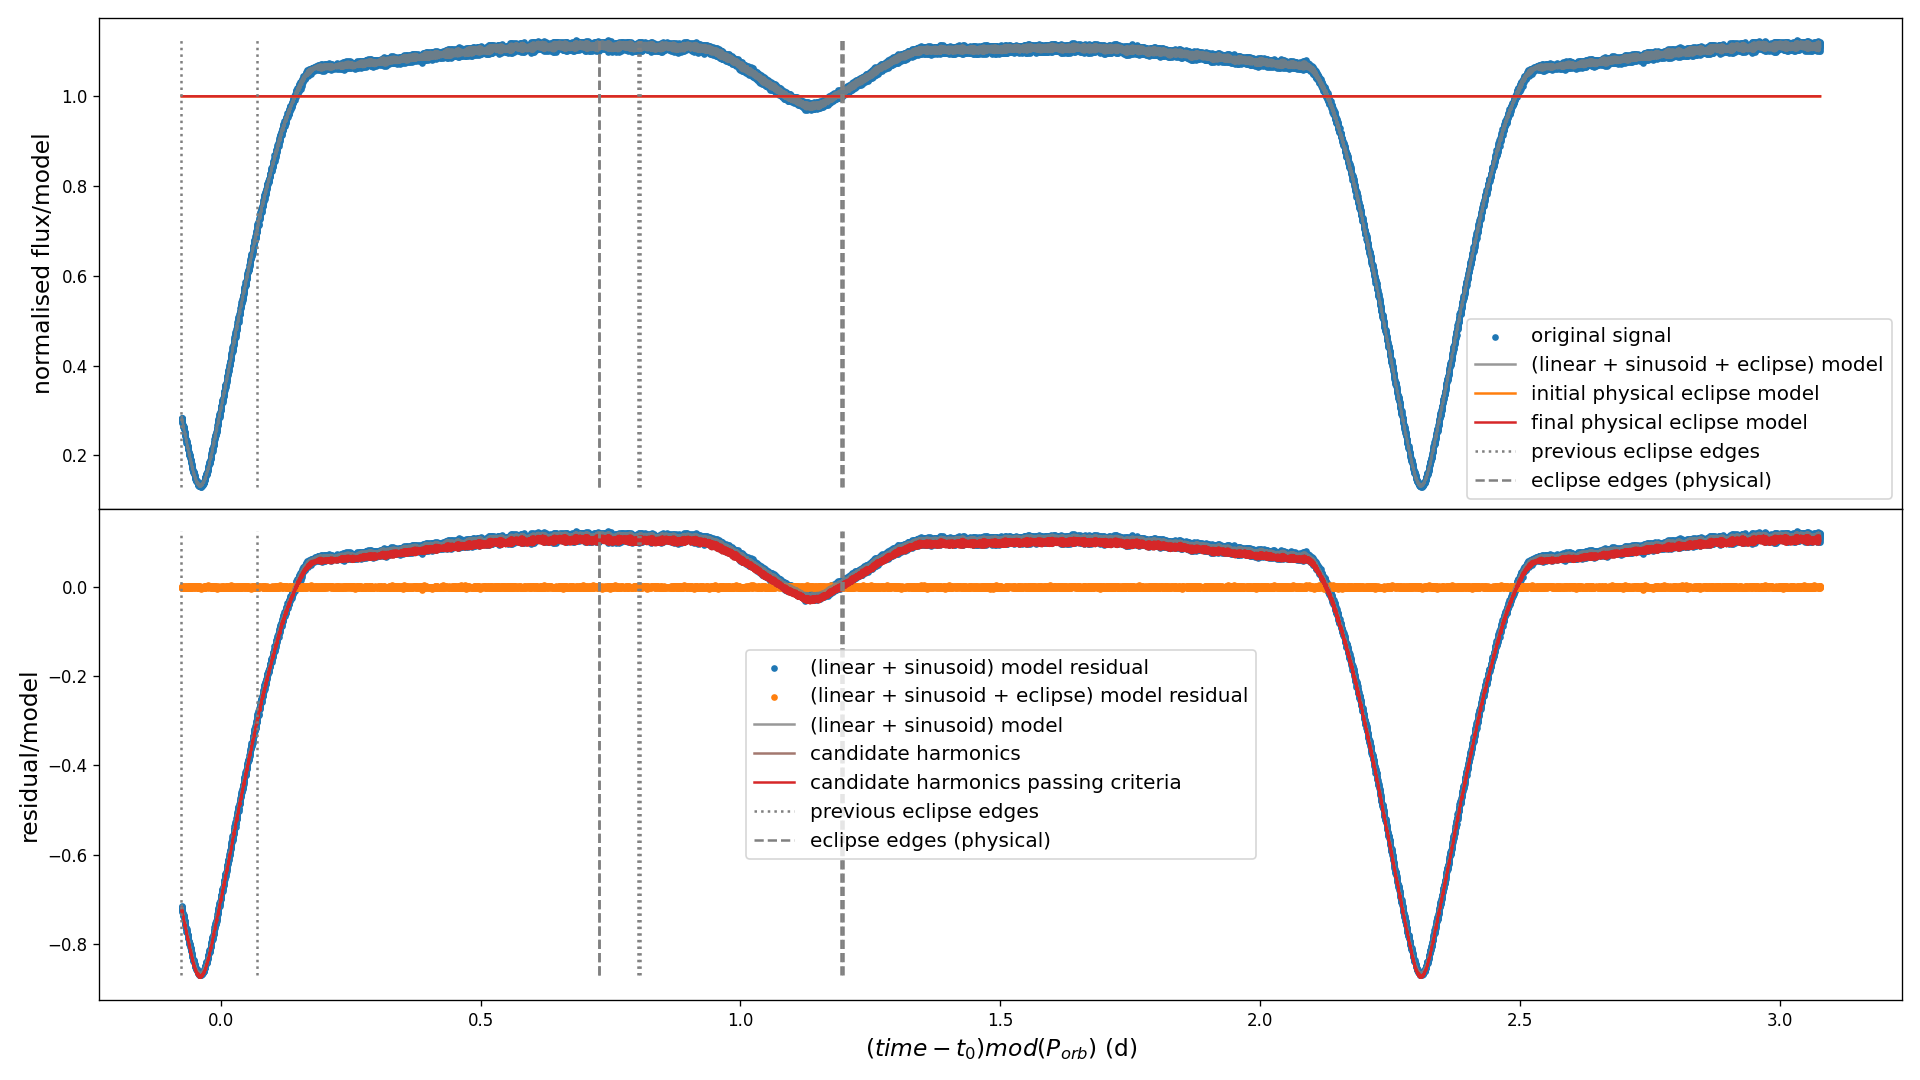 normalised flux/model
1.0
0.8
0.6
0.4
0.2
original signal
(linear + sinusoid + eclipse) model
initial physical eclipse model
final physical eclipse model
previous eclipse edges
eclipse edges (physical)
residual/model
0.0
−0.2
−0.4
−0.6
−0.8
(linear + sinusoid) model residual
(linear + sinusoid + eclipse) model residual
(linear + sinusoid) model
candidate harmonics
candidate harmonics passing criteria
previous eclipse edges
eclipse edges (physical)
0.0 0.5 1.0 1.5 2.0 2.5 3.0
(time − t₀)mod(Pₒᵣb) (d)